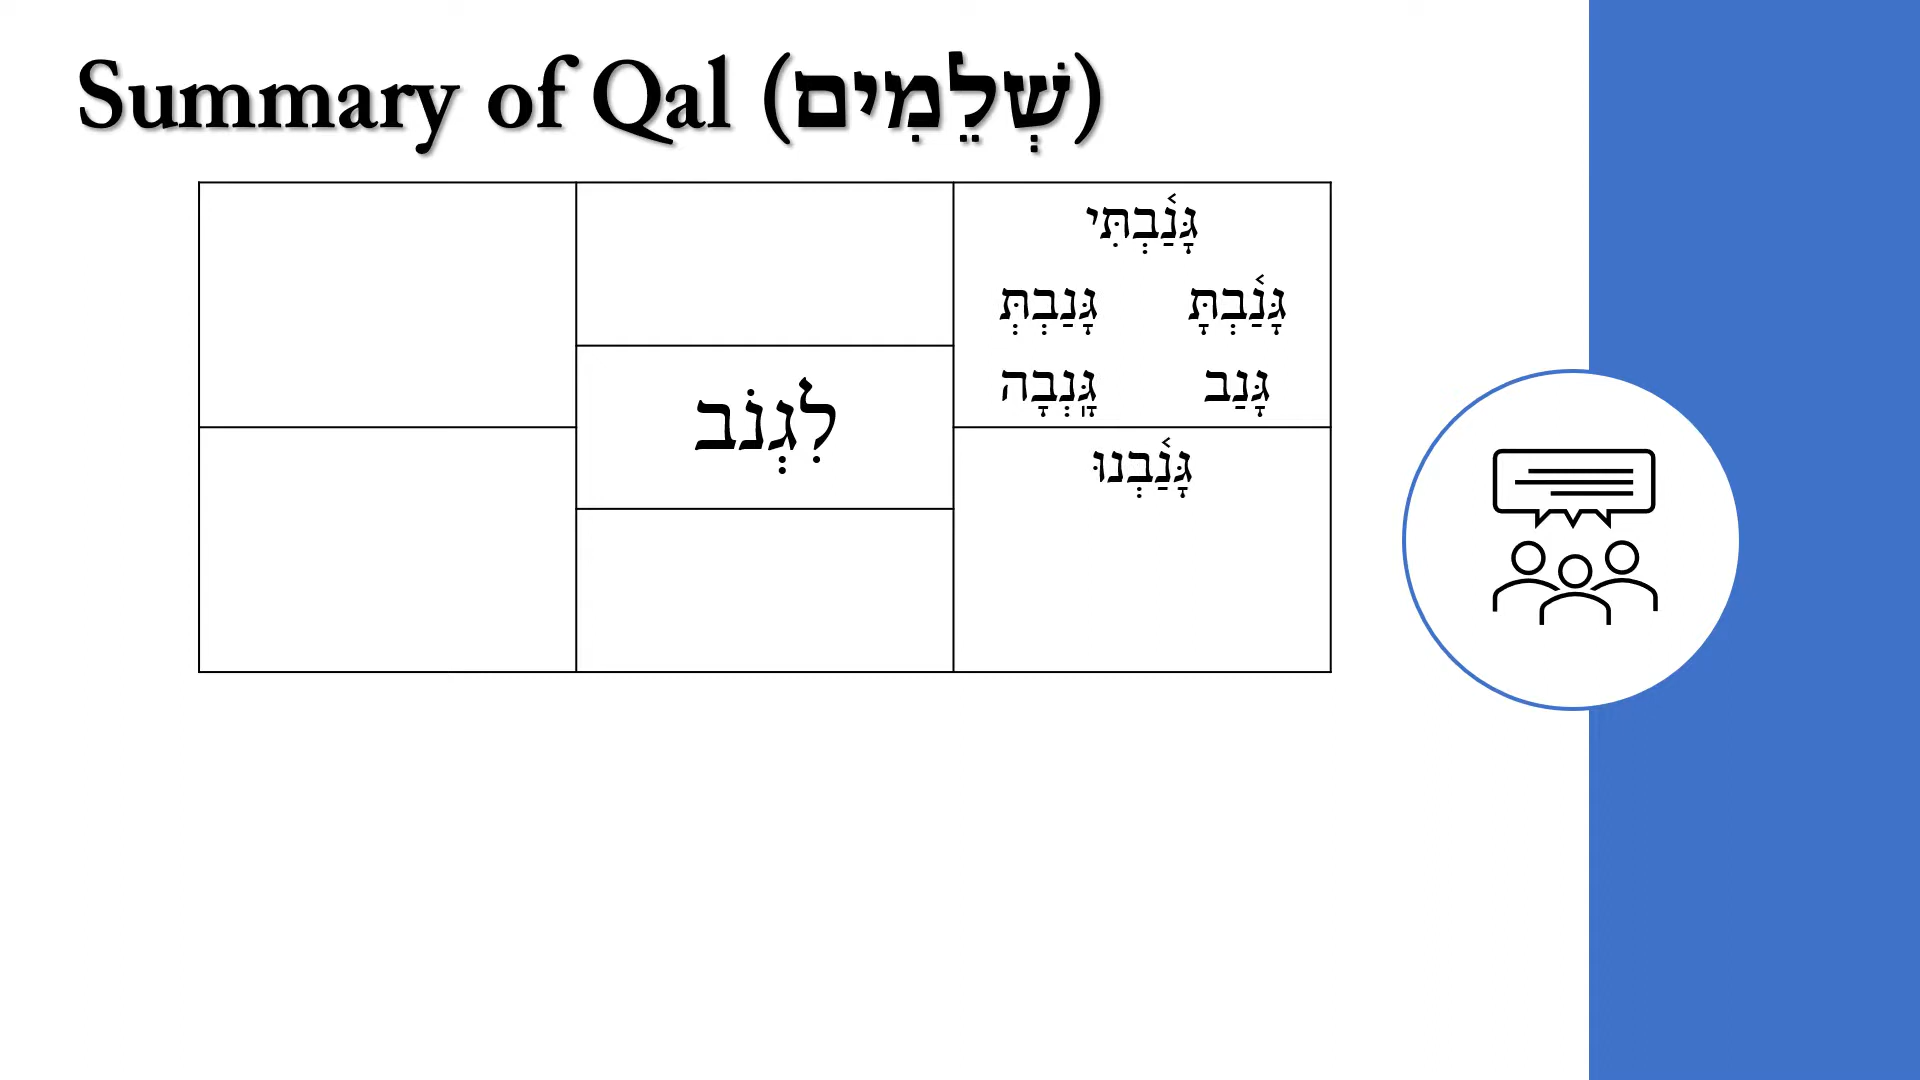 Summary of Qal (שְׁלֵמִים)
גָּנַ֫בְתִּי
גָּנַ֫בְתָּ גָּנַבְתְּ
גָּנַב גָּֽנְבָה
לִגְנֹב
גָּנַ֫בְנוּ